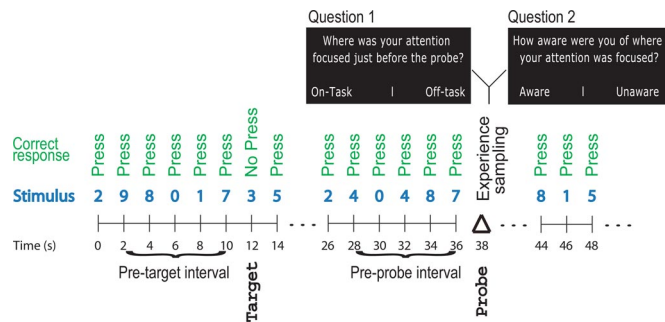 Question 1
Where was your attention
focused just before the probe?
On-Task | Off-task
Question 2
How aware were you of where
your attention was focused?
Aware | Unaware
Correct
response
Press Press Press Press Press Press No Press Press Press Press Press Press Press Press Experience
sampling
Press Press Press
Stimulus 2 9 8 0 1 7 3 5 2 4 0 4 8 7 8 1 5
Time (s) 0 2 4 6 8 10 12 14 26 28 30 32 34 36 38 44 46 48
Pre-target interval
Target
Pre-probe interval
Probe